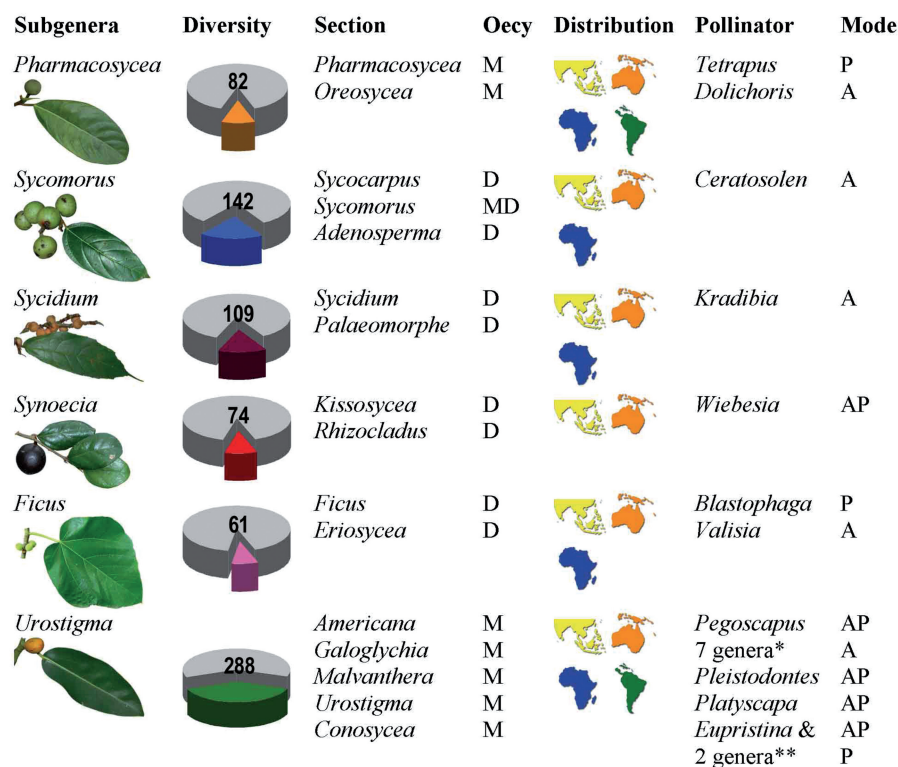 Subgenera Diversity Section Oecy Distribution Pollinator Mode
Pharmacosycea 82 Pharmacosycea M Tetrapus P
Oreosycea M Dolichoris A
Sycomorus 142 Sycocarpus D Ceratosolen A
Sycomorus MD
Adenosperma D
Sycidium 109 Sycidium D Kradibia A
Palaeomorphe D
Synoecia 74 Kissosycea D Wiebesia AP
Rhizocladus D
Ficus 61 Ficus D Blastophaga P
Eriosycea D Valisia A
Urostigma 288 Americana M Pegoscapus AP
Galoglychia M 7 genera* A
Malvanthera M Pleistodontes AP
Urostigma M Platyscapa AP
Conosycea M Eupristina & AP
2 genera** P